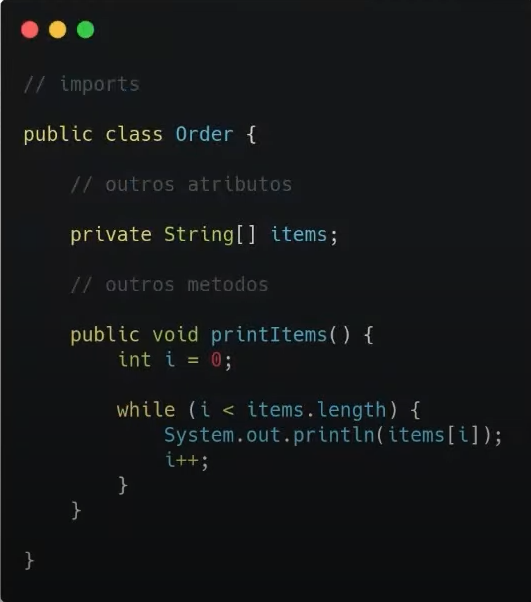 // imports
public class Order {
// outros atributos
private String[] items;
// outros metodos
public void printItems() {
int i = 0;
while (i < items.length) {
System.out.println(items[i]);
i++;
}
}
}